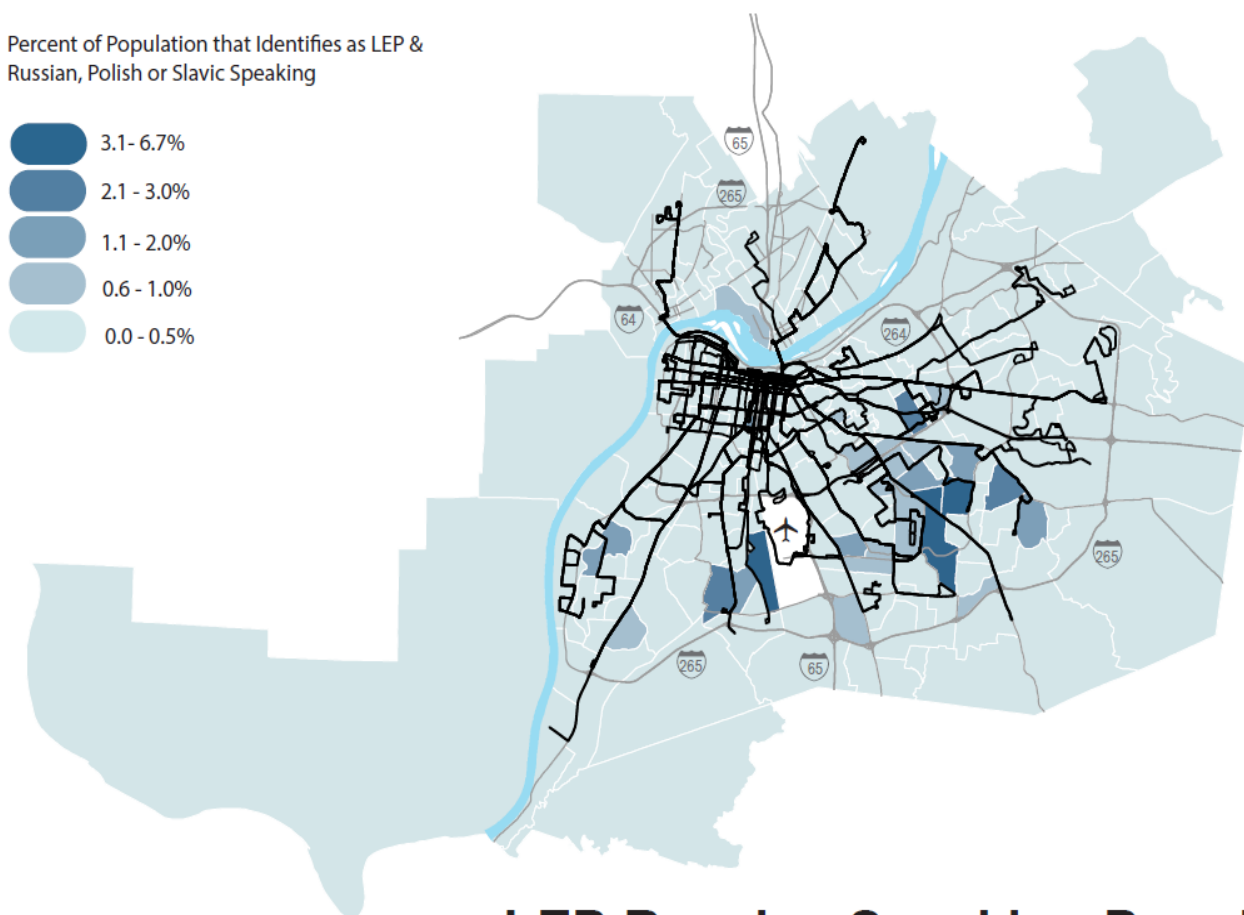 Percent of Population that Identifies as LEP &
Russian, Polish or Slavic Speaking
3.1- 6.7%
2.1 - 3.0%
1.1 - 2.0%
0.6 - 1.0%
0.0 - 0.5%
65
265
64
264
265
265
65